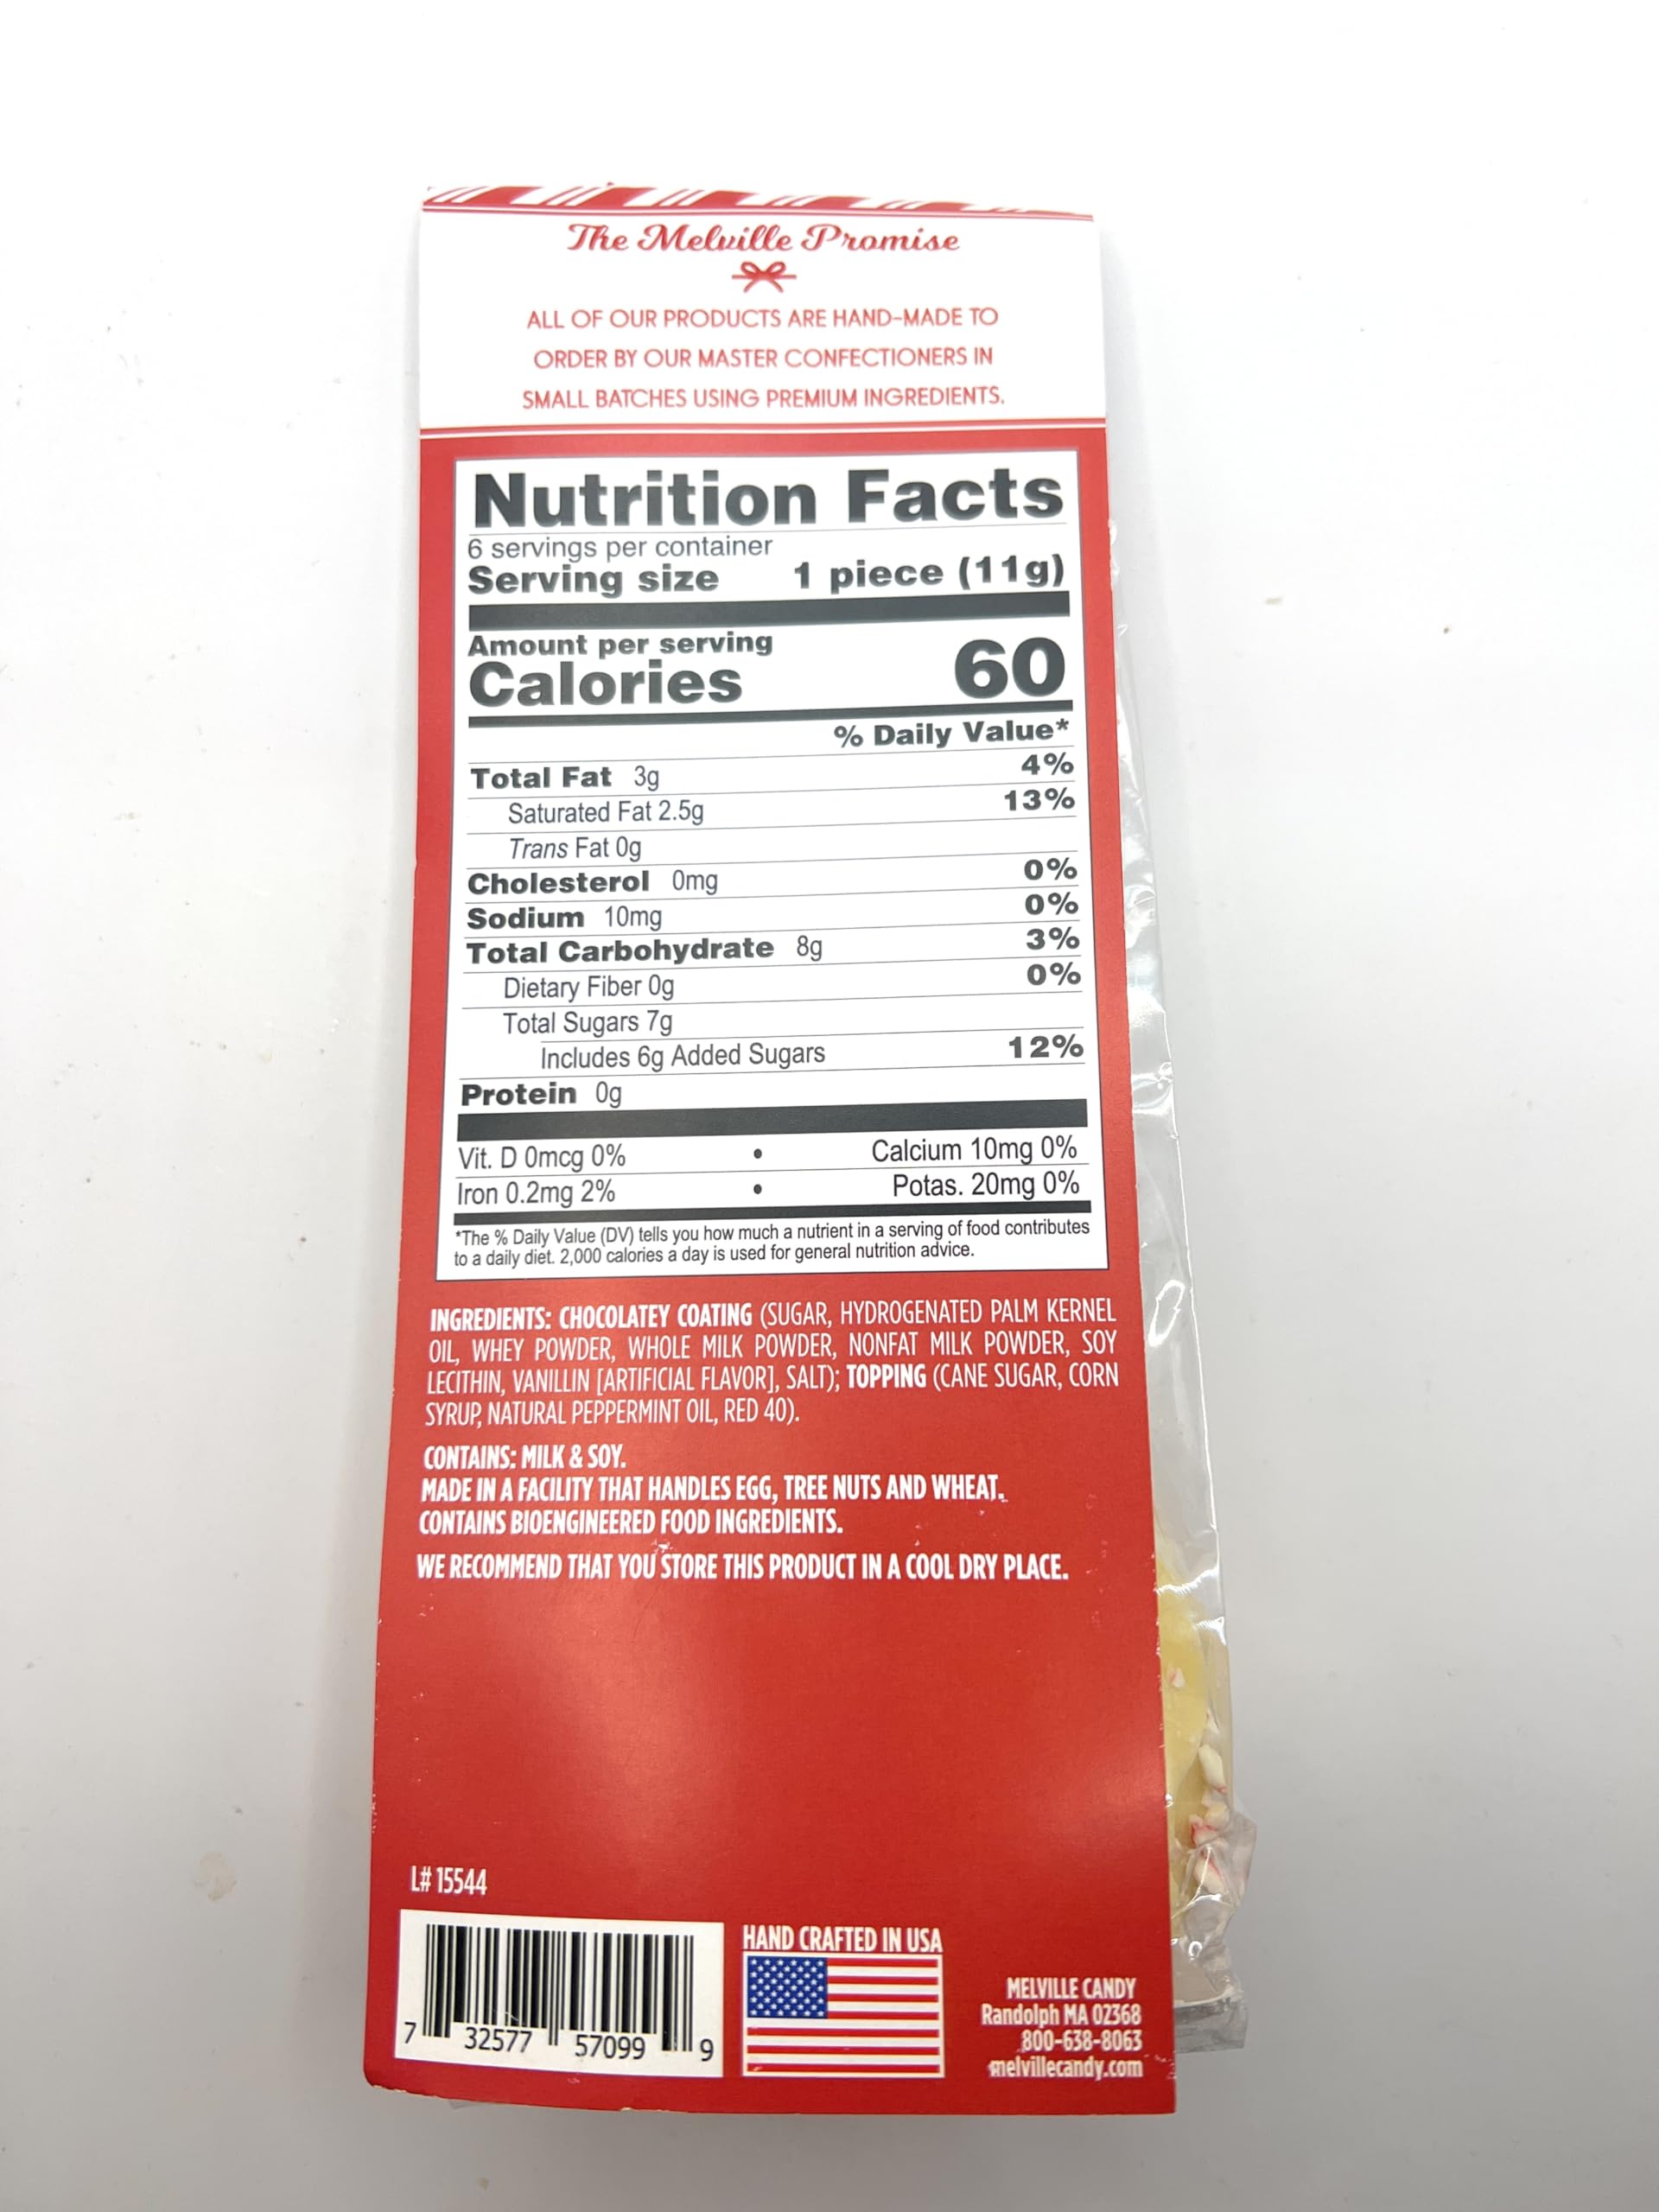 The Melville Promise
ALL OF OUR PRODUCTS ARE HAND-MADE TO
ORDER BY OUR MASTER CONFECTIONERS IN
SMALL BATCHES USING PREMIUM INGREDIENTS.
Nutrition Facts
6 servings per container
Serving size 1 piece (11g)
Amount per serving
Calories 60
% Daily Value*
Total Fat 3g 4%
Saturated Fat 2.5g 13%
Trans Fat 0g
Cholesterol 0mg 0%
Sodium 10mg 0%
Total Carbohydrate 8g 3%
Dietary Fiber 0g 0%
Total Sugars 7g
Includes 6g Added Sugars 12%
Protein 0g
Vit. D 0mcg 0% • Calcium 10mg 0%
Iron 0.2mg 2% • Potas. 20mg 0%
*The % Daily Value (DV) tells you how much a nutrient in a serving of food contributes
to a daily diet. 2,000 calories a day is used for general nutrition advice.
INGREDIENTS: CHOCOLATEY COATING (SUGAR, HYDROGENATED PALM KERNEL
OIL, WHEY POWDER, WHOLE MILK POWDER, NONFAT MILK POWDER, SOY
LECITHIN, VANILLIN [ARTIFICIAL FLAVOR], SALT); TOPPING (CANE SUGAR, CORN
SYRUP, NATURAL PEPPERMINT OIL, RED 40).
CONTAINS: MILK & SOY.
MADE IN A FACILITY THAT HANDLES EGG, TREE NUTS AND WHEAT.
CONTAINS BIOENGINEERED FOOD INGREDIENTS.
WE RECOMMEND THAT YOU STORE THIS PRODUCT IN A COOL DRY PLACE.
L# 15544
7 32577 57099 9
HAND CRAFTED IN USA
MELVILLE CANDY
Randolph MA 02368
800-638-8063
melvillecandy.com